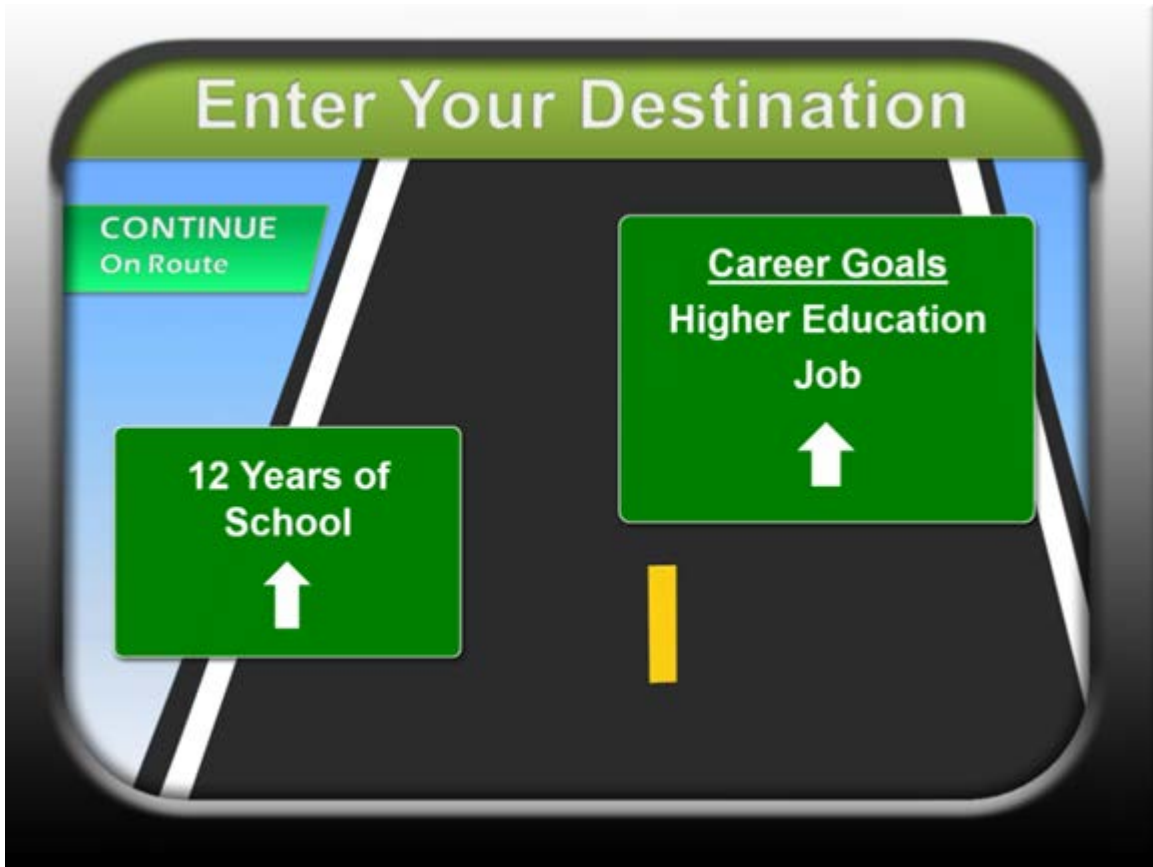 Enter Your Destination
CONTINUE
On Route
Career Goals
Higher Education
Job
12 Years of
School